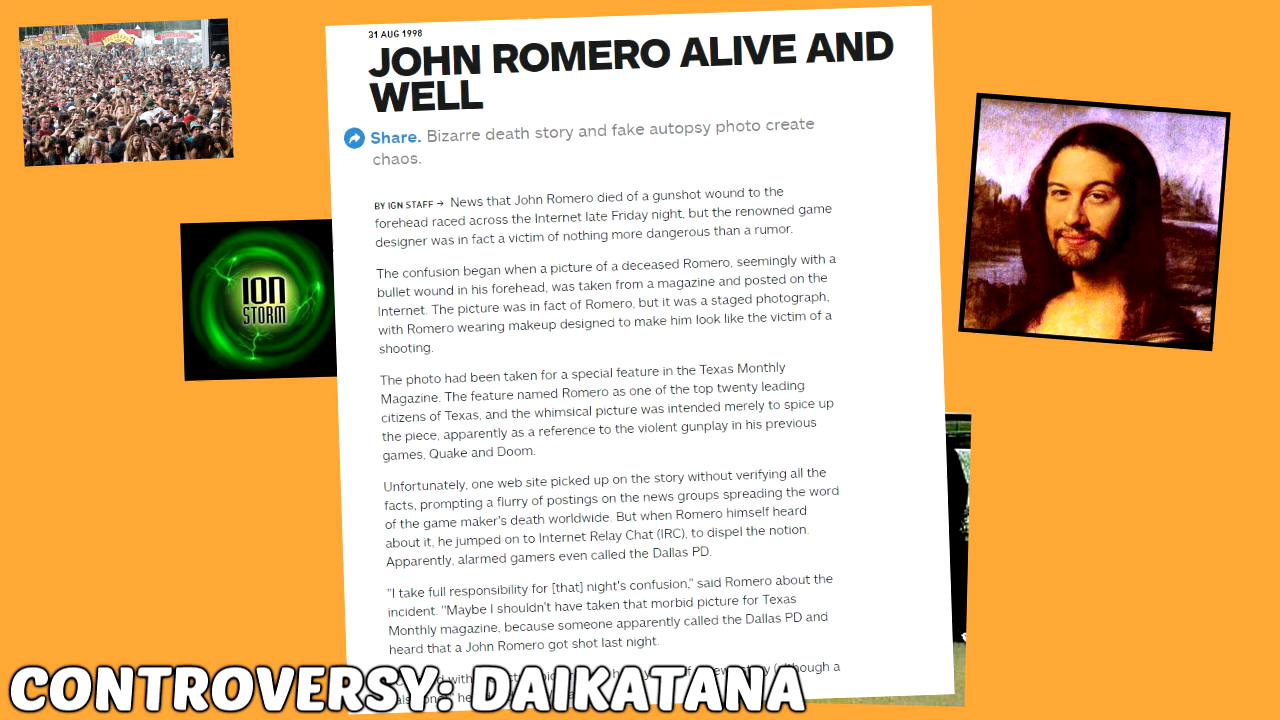 31 AUG 1998
JOHN ROMERO ALIVE AND
WELL
Share. Bizarre death story and fake autopsy photo create
chaos.
BY IGN STAFF → News that John Romero died of a gunshot wound to the
forehead raced across the Internet late Friday night, but the renowned game
designer was in fact a victim of nothing more dangerous than a rumor.
The confusion began when a picture of a deceased Romero, seemingly with a
bullet wound in his forehead, was taken from a magazine and posted on the
Internet. The picture was in fact of Romero, but it was a staged photograph,
with Romero wearing makeup designed to make him look like the victim of a
shooting.
The photo had been taken for a special feature in the Texas Monthly
Magazine. The feature named Romero as one of the top twenty leading
citizens of Texas, and the whimsical picture was intended merely to spice up
the piece, apparently as a reference to the violent gunplay in his previous
games, Quake and Doom.
Unfortunately, one web site picked up on the story without verifying all the
facts, prompting a flurry of postings on the news groups spreading the word
of the game maker's death worldwide. But when Romero himself heard
about it, he jumped on to Internet Relay Chat (IRC), to dispel the notion.
Apparently, alarmed gamers even called the Dallas PD.
"I take full responsibility for [that] night's confusion," said Romero about the
incident. "Maybe I shouldn't have taken that morbid picture for Texas
Monthly magazine, because someone apparently called the Dallas PD and
heard that a John Romero got shot last night.
a
ION
STORM
CONTROVERSY: DAIKATANA